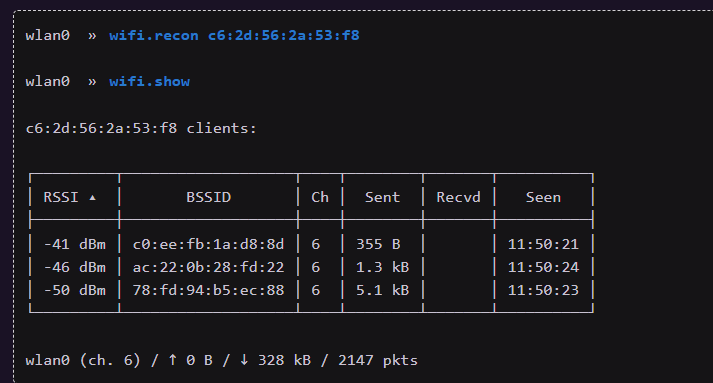 wlan0 » wifi.recon c6:2d:56:2a:53:f8
wlan0 » wifi.show
c6:2d:56:2a:53:f8 clients:
RSSI ▴ BSSID Ch Sent Recvd Seen
-41 dBm c0:ee:fb:1a:d8:8d 6 355 B 11:50:21
-46 dBm ac:22:0b:28:fd:22 6 1.3 kB 11:50:24
-50 dBm 78:fd:94:b5:ec:88 6 5.1 kB 11:50:23
wlan0 (ch. 6) / ↑ 0 B / ↓ 328 kB / 2147 pkts